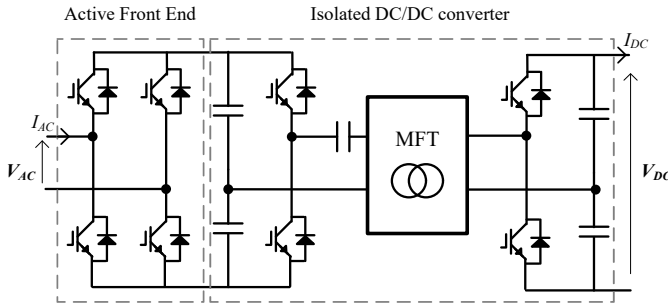 Active Front End
Isolated DC/DC converter
I_DC
I_AC
MFT
V_AC
V_DC